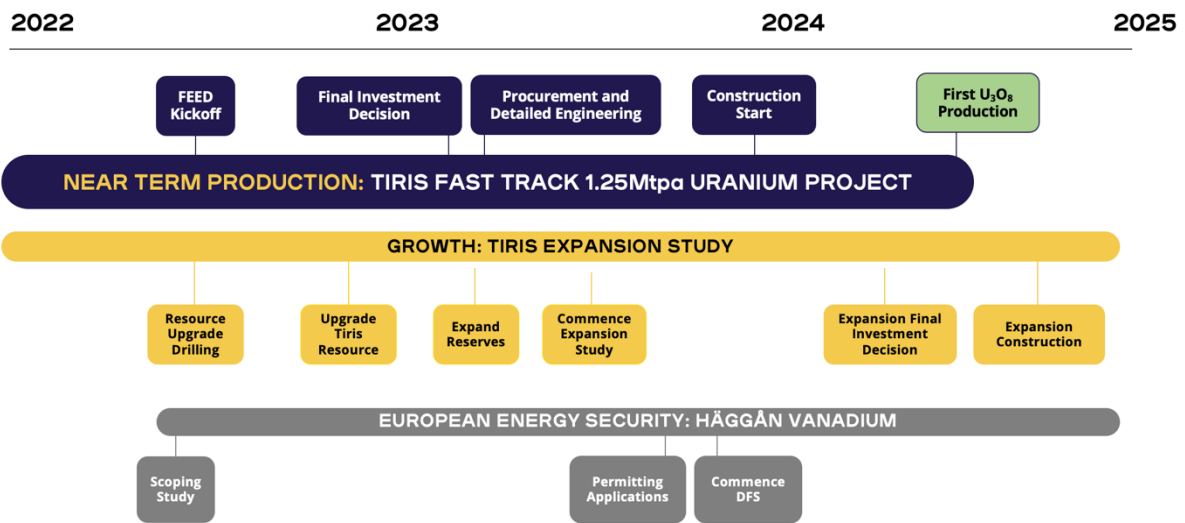 2022
2023
2024
2025
FEED
Kickoff
Final Investment
Decision
Procurement and
Detailed Engineering
Construction
Start
First U₃O₈
Production
NEAR TERM PRODUCTION: TIRIS FAST TRACK 1.25Mtpa URANIUM PROJECT
GROWTH: TIRIS EXPANSION STUDY
Resource
Upgrade
Drilling
Upgrade
Tiris
Resource
Expand
Reserves
Commence
Expansion
Study
Expansion Final
Investment
Decision
Expansion
Construction
EUROPEAN ENERGY SECURITY: HÄGGÅN VANADIUM
Scoping
Study
Permitting
Applications
Commence
DFS